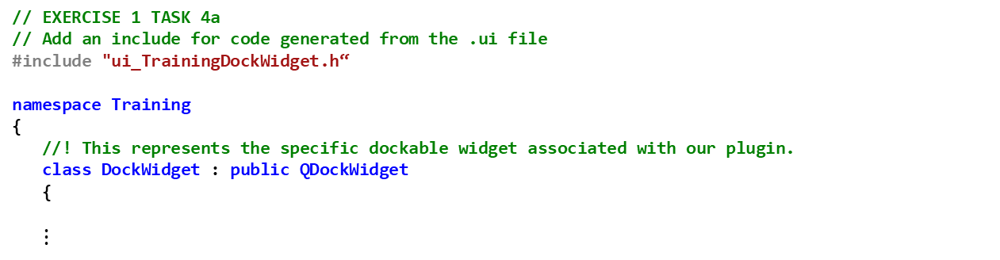 // EXERCISE 1 TASK 4a
// Add an include for code generated from the .ui file
#include "ui_TrainingDockWidget.h“
namespace Training
{
//! This represents the specific dockable widget associated with our plugin.
class DockWidget : public QDockWidget
{
⋮